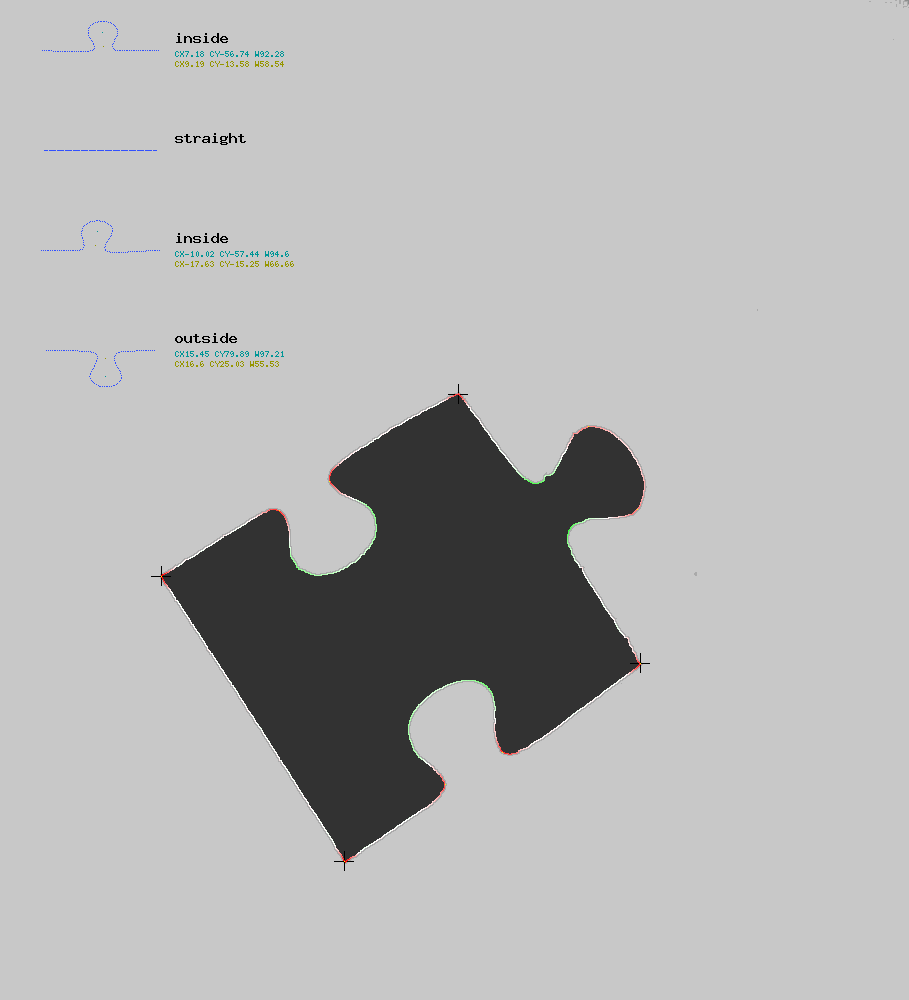 inside
CX7.18 CY-56.74 W92.28
CX9.19 CY-13.58 W58.54
straight
inside
CX-10.02 CY-57.44 W94.6
CX-17.63 CY-15.25 W66.66
outside
CX15.45 CY79.89 W97.21
CX16.6 CY25.03 W55.53